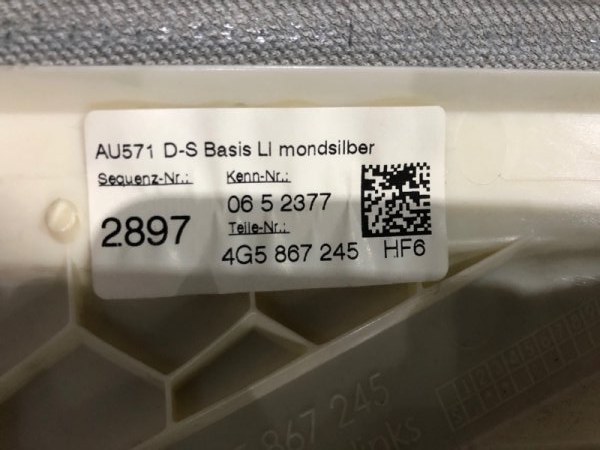 AU571 D-S Basis LI mondsilber
Sequenz-Nr.:
2897
Kenn-Nr.:
06 5 2377
Teile-Nr.:
4G5 867 245 HF6
867 245
links